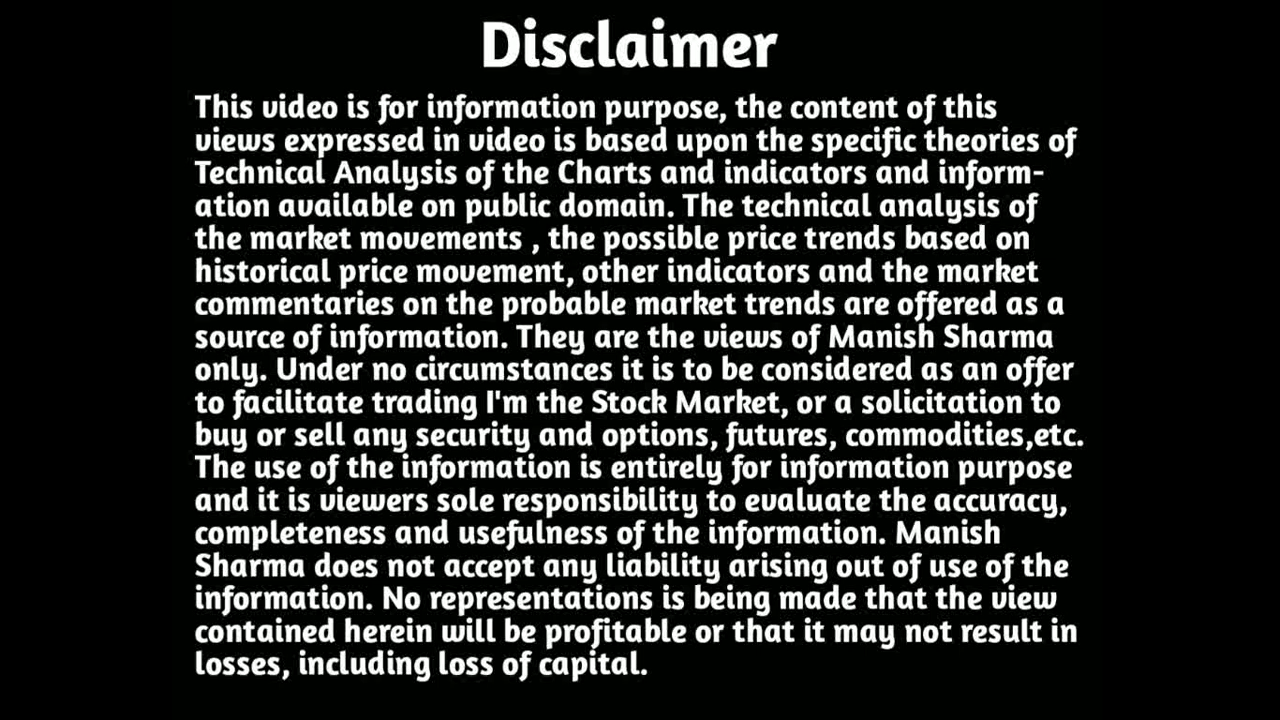 Disclaimer
This video is for information purpose, the content of this
views expressed in video is based upon the specific theories of
Technical Analysis of the Charts and indicators and inform-
ation available on public domain. The technical analysis of
the market movements , the possible price trends based on
historical price movement, other indicators and the market
commentaries on the probable market trends are offered as a
source of information. They are the views of Manish Sharma
only. Under no circumstances it is to be considered as an offer
to facilitate trading I'm the Stock Market, or a solicitation to
buy or sell any security and options, futures, commodities,etc.
The use of the information is entirely for information purpose
and it is viewers sole responsibility to evaluate the accuracy,
completeness and usefulness of the information. Manish
Sharma does not accept any liability arising out of use of the
information. No representations is being made that the view
contained herein will be profitable or that it may not result in
losses, including loss of capital.